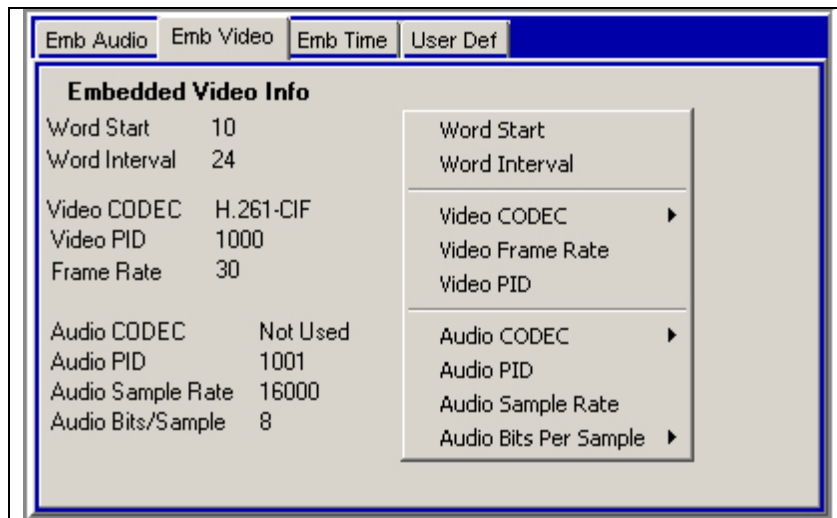 Emb Audio Emb Video Emb Time User Def
Embedded Video Info
Word Start 10
Word Interval 24
Video CODEC H.261-CIF
Video PID 1000
Frame Rate 30
Audio CODEC Not Used
Audio PID 1001
Audio Sample Rate 16000
Audio Bits/Sample 8
Word Start
Word Interval
Video CODEC
Video Frame Rate
Video PID
Audio CODEC
Audio PID
Audio Sample Rate
Audio Bits Per Sample